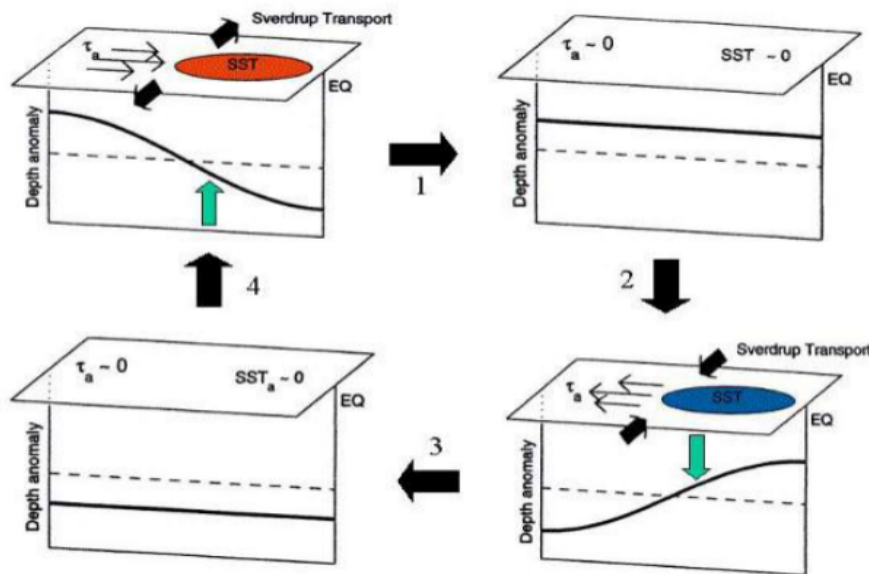 Sverdrup Transport
τa
SST
EQ
Depth anomaly
τa ~ 0
SST ~ 0
EQ
Depth anomaly
1
2
4
τa ~ 0
SSTa ~ 0
EQ
Depth anomaly
3
Sverdrup Transport
τa
SST
EQ
Depth anomaly